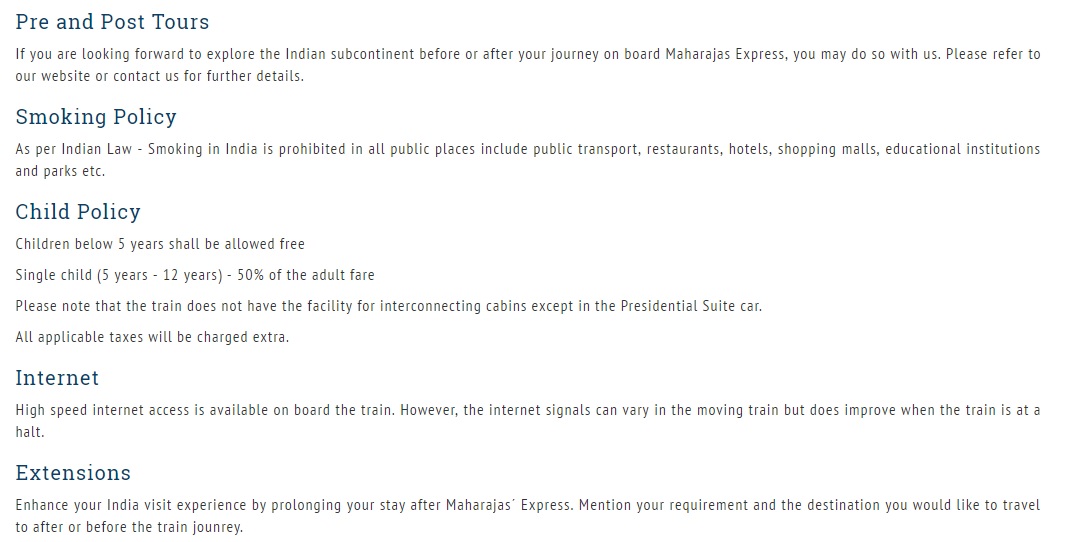 Pre and Post Tours
If you are looking forward to explore the Indian subcontinent before or after your journey on board Maharajas Express, you may do so with us. Please refer to
our website or contact us for further details.
Smoking Policy
As per Indian Law - Smoking in India is prohibited in all public places include public transport, restaurants, hotels, shopping malls, educational institutions
and parks etc.
Child Policy
Children below 5 years shall be allowed free
Single child (5 years - 12 years) - 50% of the adult fare
Please note that the train does not have the facility for interconnecting cabins except in the Presidential Suite car.
All applicable taxes will be charged extra.
Internet
High speed internet access is available on board the train. However, the internet signals can vary in the moving train but does improve when the train is at a
halt.
Extensions
Enhance your India visit experience by prolonging your stay after Maharajas´ Express. Mention your requirement and the destination you would like to travel
to after or before the train jounrey.